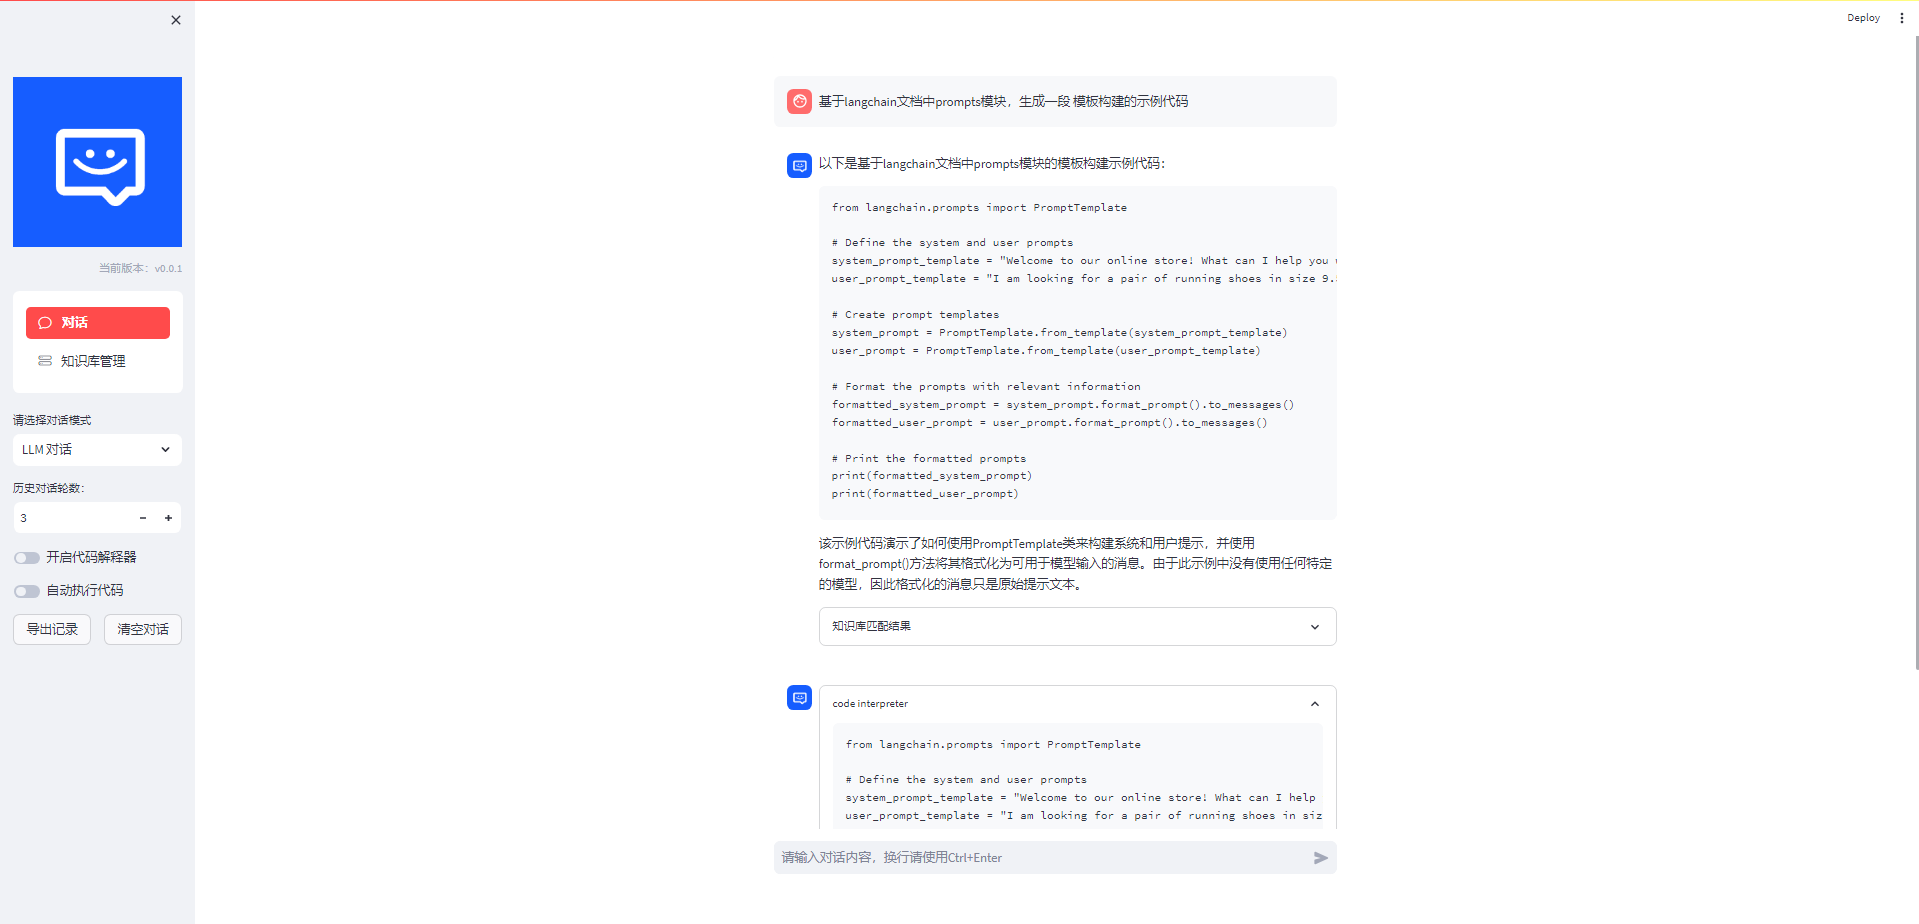 Deploy
当前版本：v0.0.1
对话
知识库管理
请选择对话模式
LLM 对话
历史对话轮数：
3
开启代码解释器
自动执行代码
导出记录
清空对话
基于langchain文档中prompts模块，生成一段 模板构建的示例代码
以下是基于langchain文档中prompts模块的模板构建示例代码：
from langchain.prompts import PromptTemplate
# Define the system and user prompts
system_prompt_template = "Welcome to our online store! What can I help you
user_prompt_template = "I am looking for a pair of running shoes in size 9.
# Create prompt templates
system_prompt = PromptTemplate.from_template(system_prompt_template)
user_prompt = PromptTemplate.from_template(user_prompt_template)
# Format the prompts with relevant information
formatted_system_prompt = system_prompt.format_prompt().to_messages()
formatted_user_prompt = user_prompt.format_prompt().to_messages()
# Print the formatted prompts
print(formatted_system_prompt)
print(formatted_user_prompt)
该示例代码演示了如何使用PromptTemplate类来构建系统和用户提示，并使用
format_prompt()方法将其格式化为可用于模型输入的消息。由于此示例中没有使用任何特定
的模型，因此格式化的消息只是原始提示文本。
知识库匹配结果
code interpreter
from langchain.prompts import PromptTemplate
# Define the system and user prompts
system_prompt_template = "Welcome to our online store! What can I help
user_prompt_template = "I am looking for a pair of running shoes in siz
请输入对话内容，换行请使用Ctrl+Enter